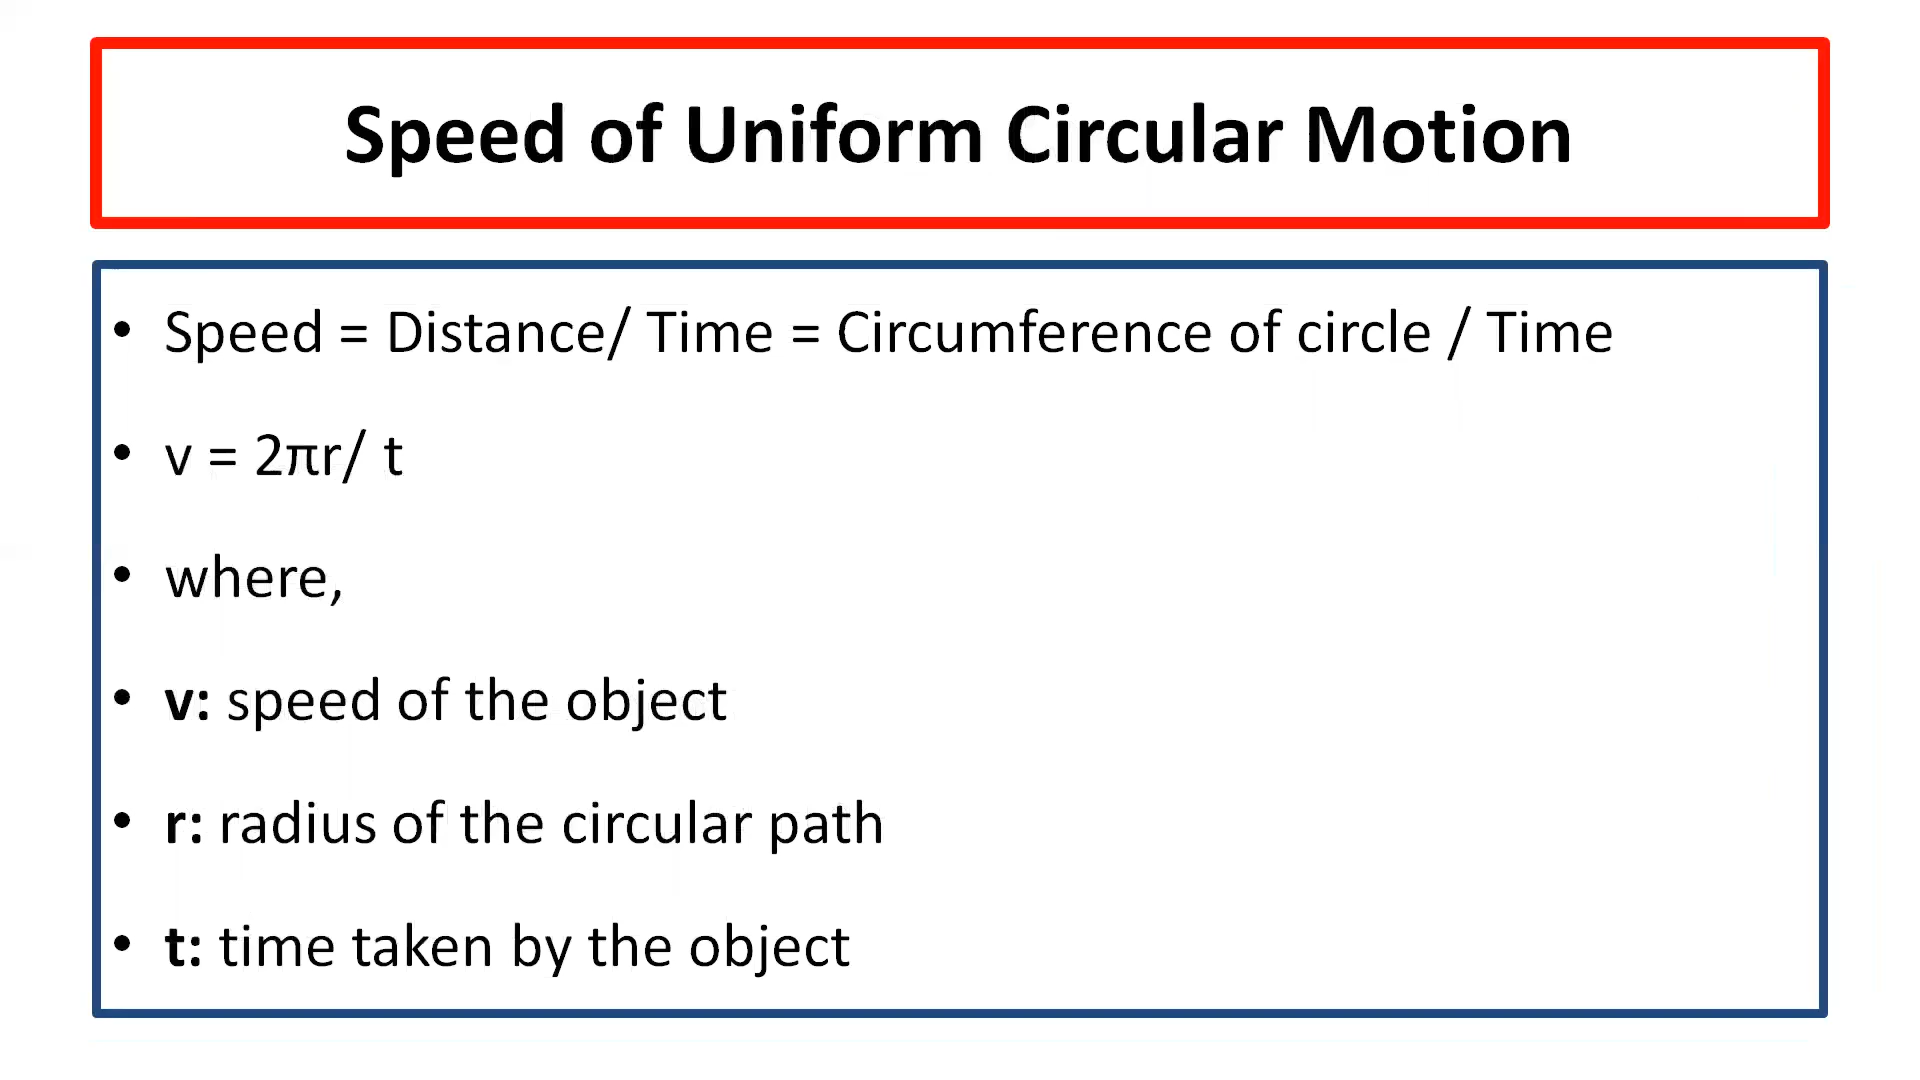 Speed of Uniform Circular Motion
• Speed = Distance/ Time = Circumference of circle / Time
• v = 2πr/ t
• where,
• v: speed of the object
• r: radius of the circular path
• t: time taken by the object